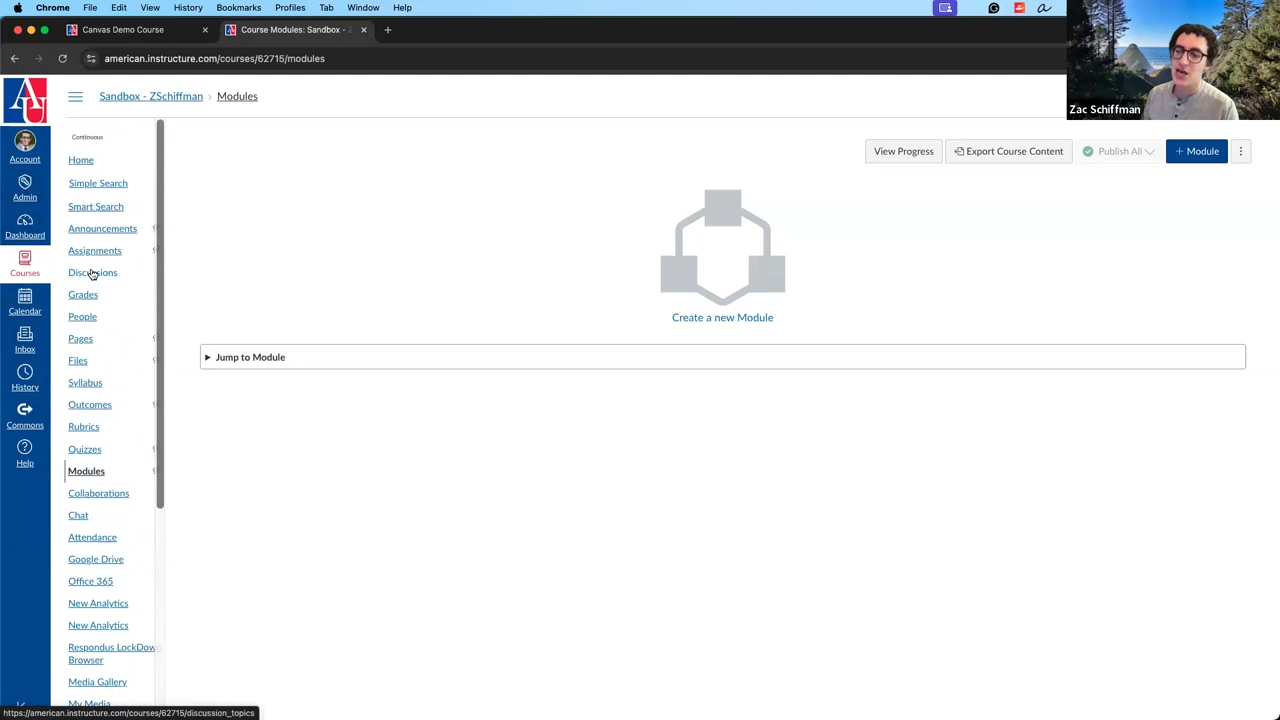 Chrome File Edit View History Bookmarks Profiles Tab Window Help
Canvas Demo Course
Course Modules: Sandbox - Z
american.instructure.com/courses/62715/modules
Zac Schiffman
AU
Sandbox - ZSchiffman › Modules
Account
Admin
Dashboard
Courses
Calendar
Inbox
History
Commons
Help
Continuous
Home
Simple Search
Smart Search
Announcements
Assignments
Discussions
Grades
People
Pages
Files
Syllabus
Outcomes
Rubrics
Quizzes
Modules
Collaborations
Chat
Attendance
Google Drive
Office 365
New Analytics
New Analytics
Respondus LockDown
Browser
Media Gallery
My Media
View Progress
Export Course Content
Publish All
+ Module
Create a new Module
Jump to Module
https://american.instructure.com/courses/62715/discussion_topics